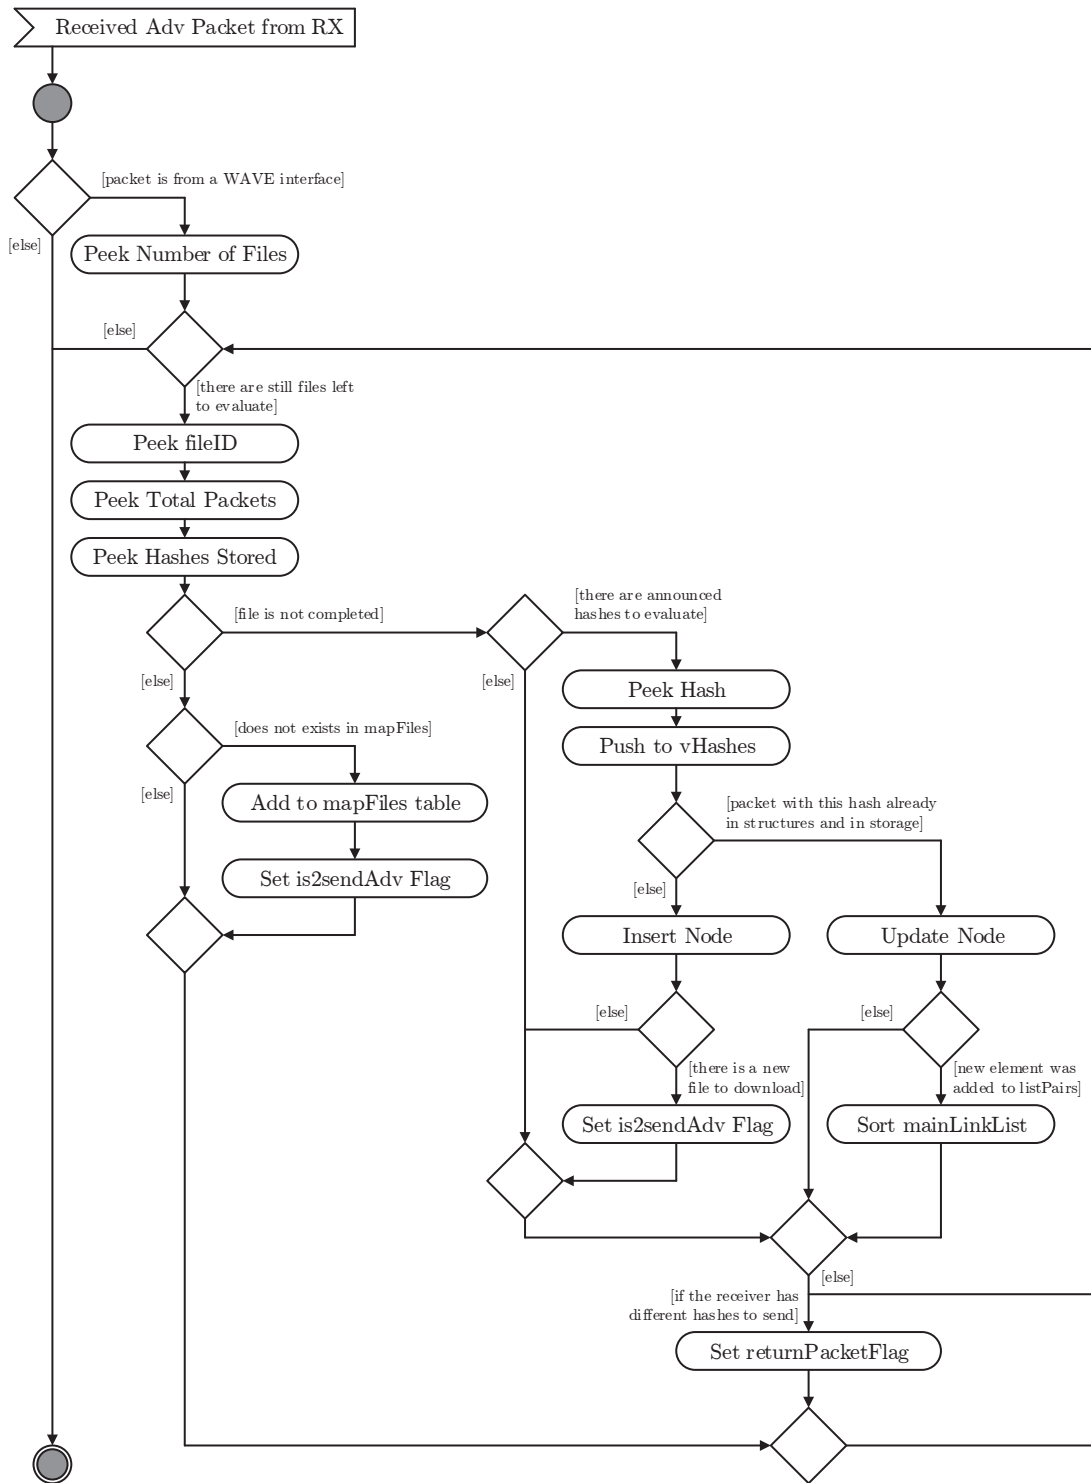 Received Adv Packet from RX
[packet is from a WAVE interface]
[else]
Peek Number of Files
[else]
[there are still files left
to evaluate]
Peek fileID
Peek Total Packets
Peek Hashes Stored
[file is not completed]
[there are announced
hashes to evaluate]
[else]
[else]
Peek Hash
[does not exists in mapFiles]
Push to vHashes
[else]
Add to mapFiles table
[packet with this hash already
in structures and in storage]
Set is2sendAdv Flag
[else]
Insert Node
Update Node
[else]
[else]
[there is a new
file to download]
[new element was
added to listPairs]
Set is2sendAdv Flag
Sort mainLinkList
[else]
[if the receiver has
different hashes to send]
Set returnPacketFlag